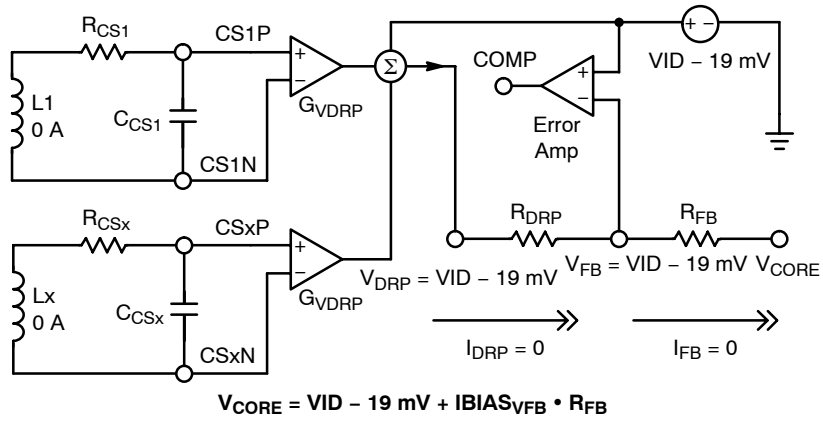 RCS1
CS1P
+
−
GVDRP
L1
0 A
CCS1
CS1N
Σ
COMP
+
−
Error
Amp
+ −
VID − 19 mV
RCSx
CSxP
+
−
GVDRP
Lx
0 A
CCSx
CSxN
RDRP
RFB
VDRP = VID − 19 mV
VFB = VID − 19 mV
VCORE
IDRP = 0
IFB = 0
VCORE = VID − 19 mV + IBIASVFB • RFB